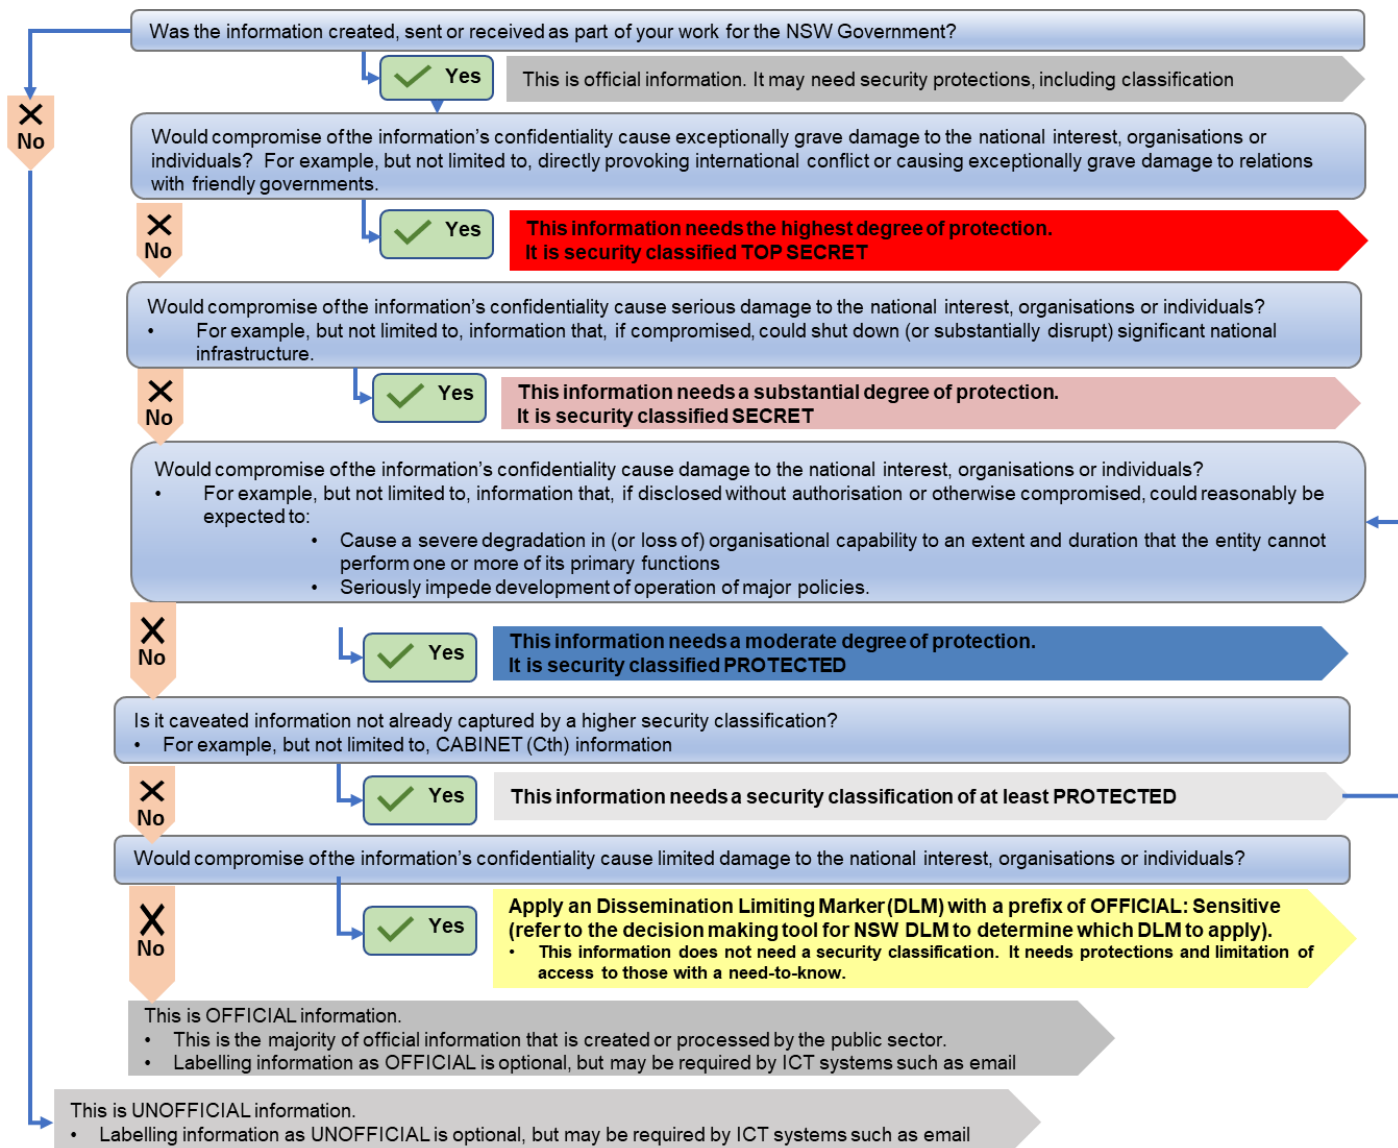 Was the information created, sent or received as part of your work for the NSW Government?
Yes
This is official information. It may need security protections, including classification
No
Would compromise of the information's confidentiality cause exceptionally grave damage to the national interest, organisations or
individuals? For example, but not limited to, directly provoking international conflict or causing exceptionally grave damage to relations
with friendly governments.
No
Yes
This information needs the highest degree of protection.
It is security classified TOP SECRET
Would compromise of the information's confidentiality cause serious damage to the national interest, organisations or individuals?
• For example, but not limited to, information that, if compromised, could shut down (or substantially disrupt) significant national
infrastructure.
No
Yes
This information needs a substantial degree of protection.
It is security classified SECRET
Would compromise of the information's confidentiality cause damage to the national interest, organisations or individuals?
• For example, but not limited to, information that, if disclosed without authorisation or otherwise compromised, could reasonably be
expected to:
• Cause a severe degradation in (or loss of) organisational capability to an extent and duration that the entity cannot
perform one or more of its primary functions
• Seriously impede development of operation of major policies.
No
Yes
This information needs a moderate degree of protection.
It is security classified PROTECTED
Is it caveated information not already captured by a higher security classification?
• For example, but not limited to, CABINET (Cth) information
No
Yes
This information needs a security classification of at least PROTECTED
Would compromise of the information's confidentiality cause limited damage to the national interest, organisations or individuals?
No
Yes
Apply an Dissemination Limiting Marker (DLM) with a prefix of OFFICIAL: Sensitive
(refer to the decision making tool for NSW DLM to determine which DLM to apply).
• This information does not need a security classification. It needs protections and limitation of
access to those with a need-to-know.
This is OFFICIAL information.
• This is the majority of official information that is created or processed by the public sector.
• Labelling information as OFFICIAL is optional, but may be required by ICT systems such as email
This is UNOFFICIAL information.
• Labelling information as UNOFFICIAL is optional, but may be required by ICT systems such as email